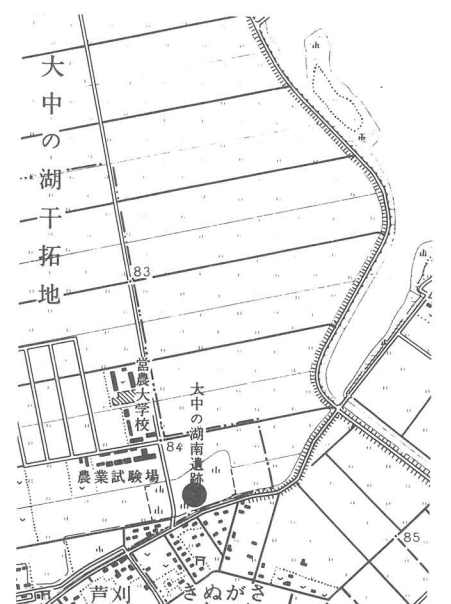 大中の湖干拓地
83
営農大学校
大中の湖南遺跡
84
農業試験場
85
芦刈
きぬがさ